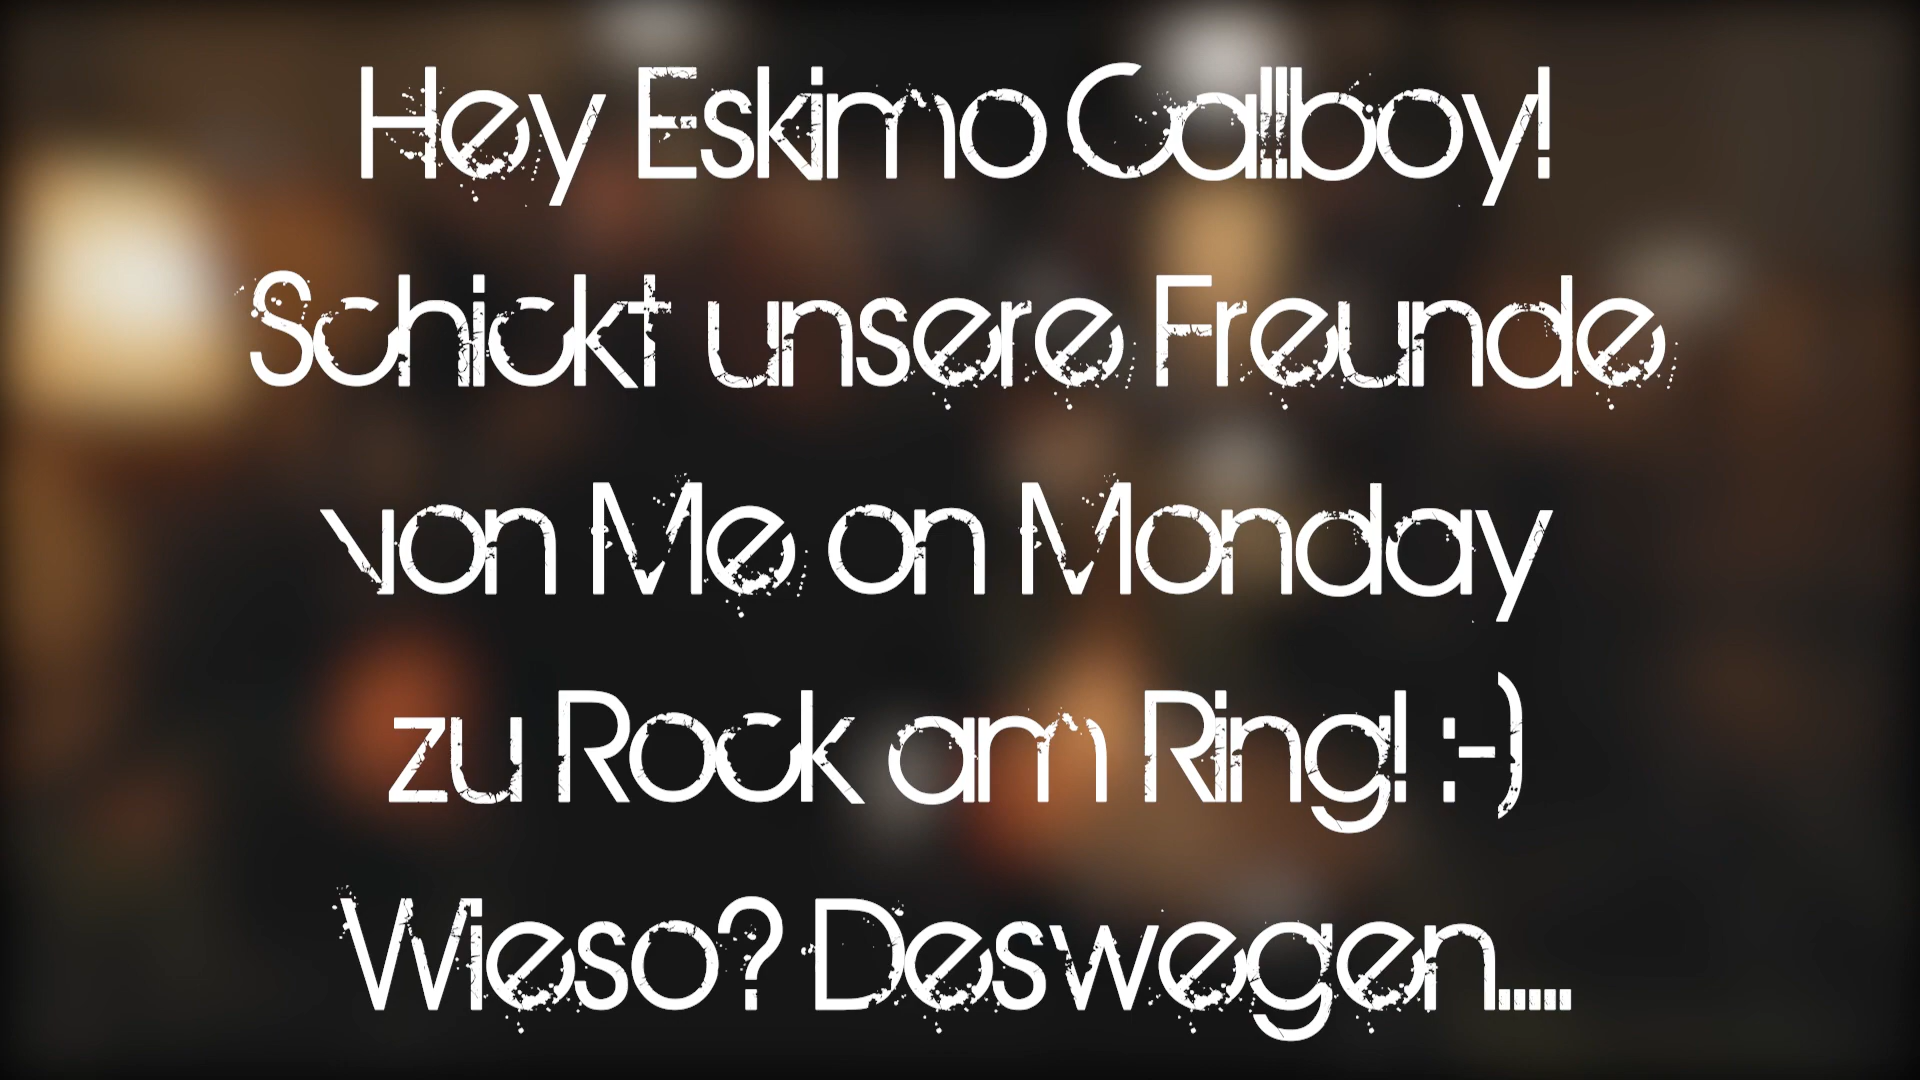 Hey Eskimo Callboy!
Schickt unsere Freunde
von Me on Monday
zu Rock am Ring! :-)
Wieso? Deswegen.....